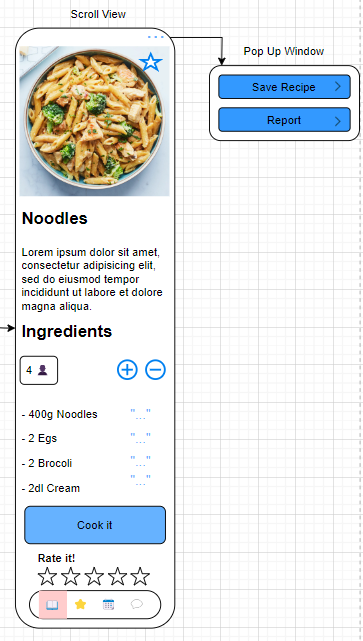 Scroll View
...
Pop Up Window
Save Recipe
Report
Noodles
Lorem ipsum dolor sit amet,
consectetur adipisicing elit,
sed do eiusmod tempor
incididunt ut labore et dolore
magna aliqua.
Ingredients
4
- 400g Noodles "..."
- 2 Egs "..."
- 2 Brocoli "..."
- 2dl Cream "..."
Cook it
Rate it!